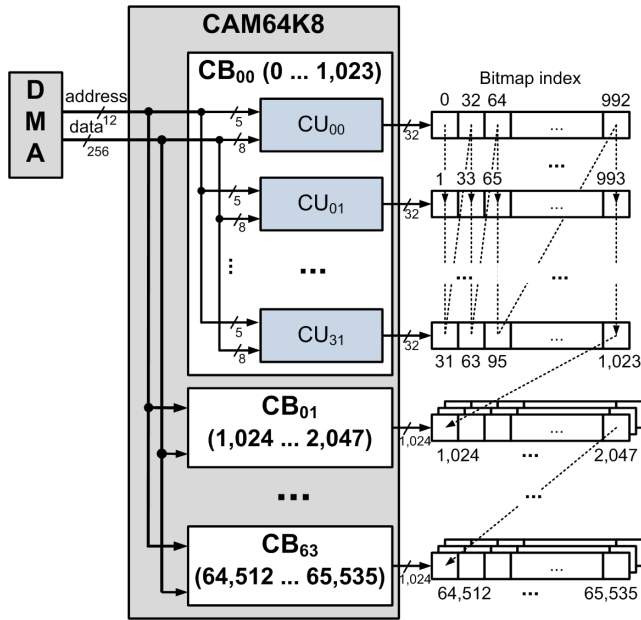 CAM64K8
DMA
address
12
data
256
CB00 (0 ... 1,023)
Bitmap index
5
8
CU00
32
0 32 64 ... 992
...
5
8
CU01
32
1 33 65 ... 993
...
...
... ...
5
8
CU31
32
...
31 63 95 1,023
CB01
(1,024 ... 2,047)
1,024
...
1,024 ... 2,047
...
...
CB63
(64,512 ... 65,535)
1,024
...
64,512 ... 65,535